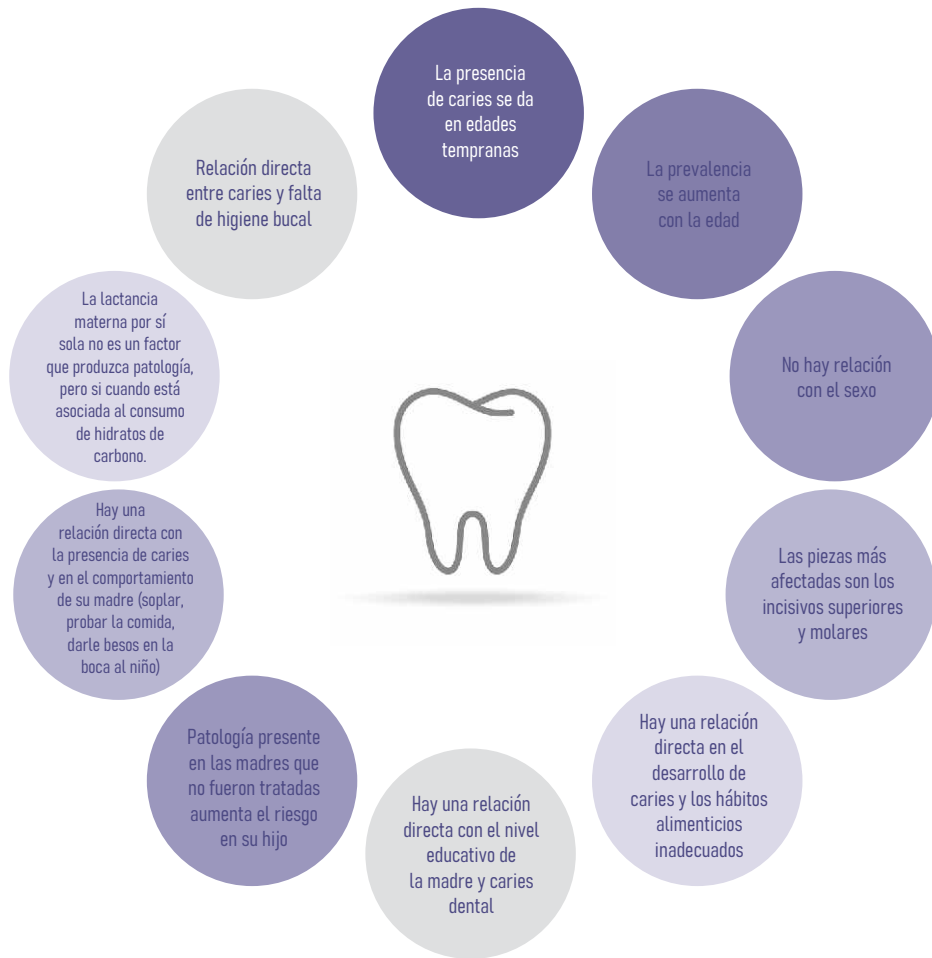 La presencia
de caries se da
en edades
tempranas
La prevalencia
se aumenta
con la edad
No hay relación
con el sexo
Las piezas más
afectadas son los
incisivos superiores
y molares
Hay una relación
directa en el
desarrollo de
caries y los hábitos
alimenticios
inadecuados
Hay una relación
directa con el nivel
educativo de
la madre y caries
dental
Patología presente
en las madres que
no fueron tratadas
aumenta el riesgo
en su hijo
Hay una
relación directa con
la presencia de caries
y en el comportamiento
de su madre (soplar,
probar la comida,
darle besos en la
boca al niño)
La lactancia
materna por sí
sola no es un factor
que produzca patología,
pero si cuando está
asociada al consumo
de hidratos de
carbono.
Relación directa
entre caries y falta
de higiene bucal